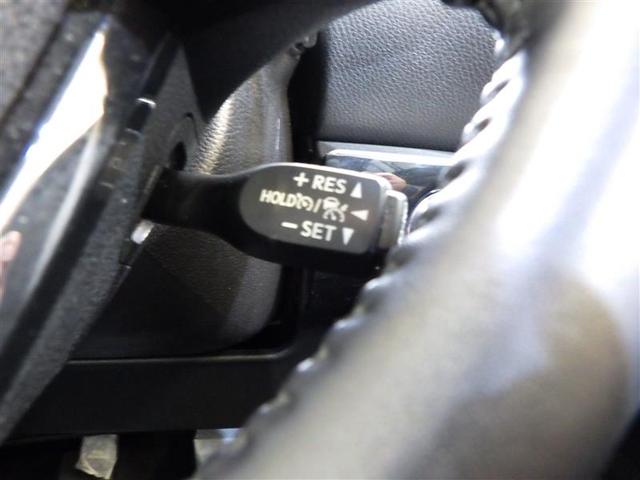 + RES ▲
HOLD / ◄
− SET ▼